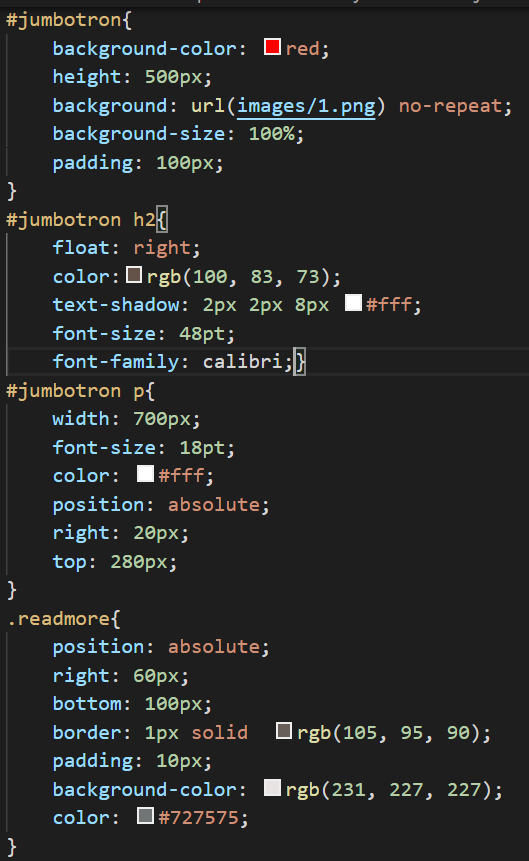 #jumbotron{
    background-color: red;
    height: 500px;
    background: url(images/1.png) no-repeat;
    background-size: 100%;
    padding: 100px;
}
#jumbotron h2{
    float: right;
    color: rgb(100, 83, 73);
    text-shadow: 2px 2px 8px #fff;
    font-size: 48pt;
    font-family: calibri;}
#jumbotron p{
    width: 700px;
    font-size: 18pt;
    color: #fff;
    position: absolute;
    right: 20px;
    top: 280px;
}
.readmore{
    position: absolute;
    right: 60px;
    bottom: 100px;
    border: 1px solid  rgb(105, 95, 90);
    padding: 10px;
    background-color: rgb(231, 227, 227);
    color: #727575;
}